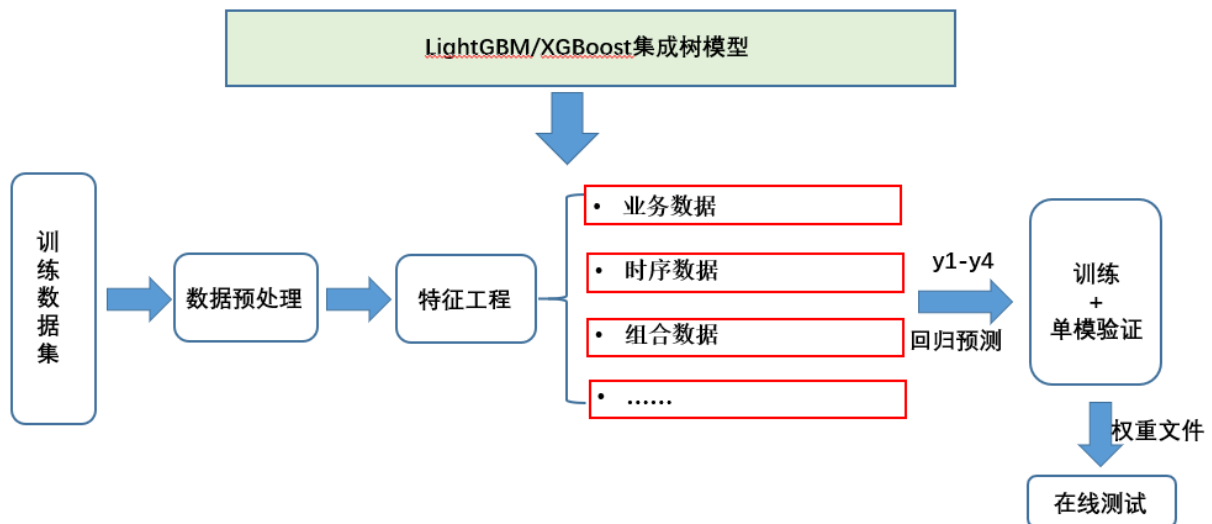 LightGBM/XGBoost集成树模型
训
练
数
据
集
数据预处理
特征工程
• 业务数据
• 时序数据
• 组合数据
• ……
y1-y4
回归预测
训练
+
单模验证
权重文件
在线测试